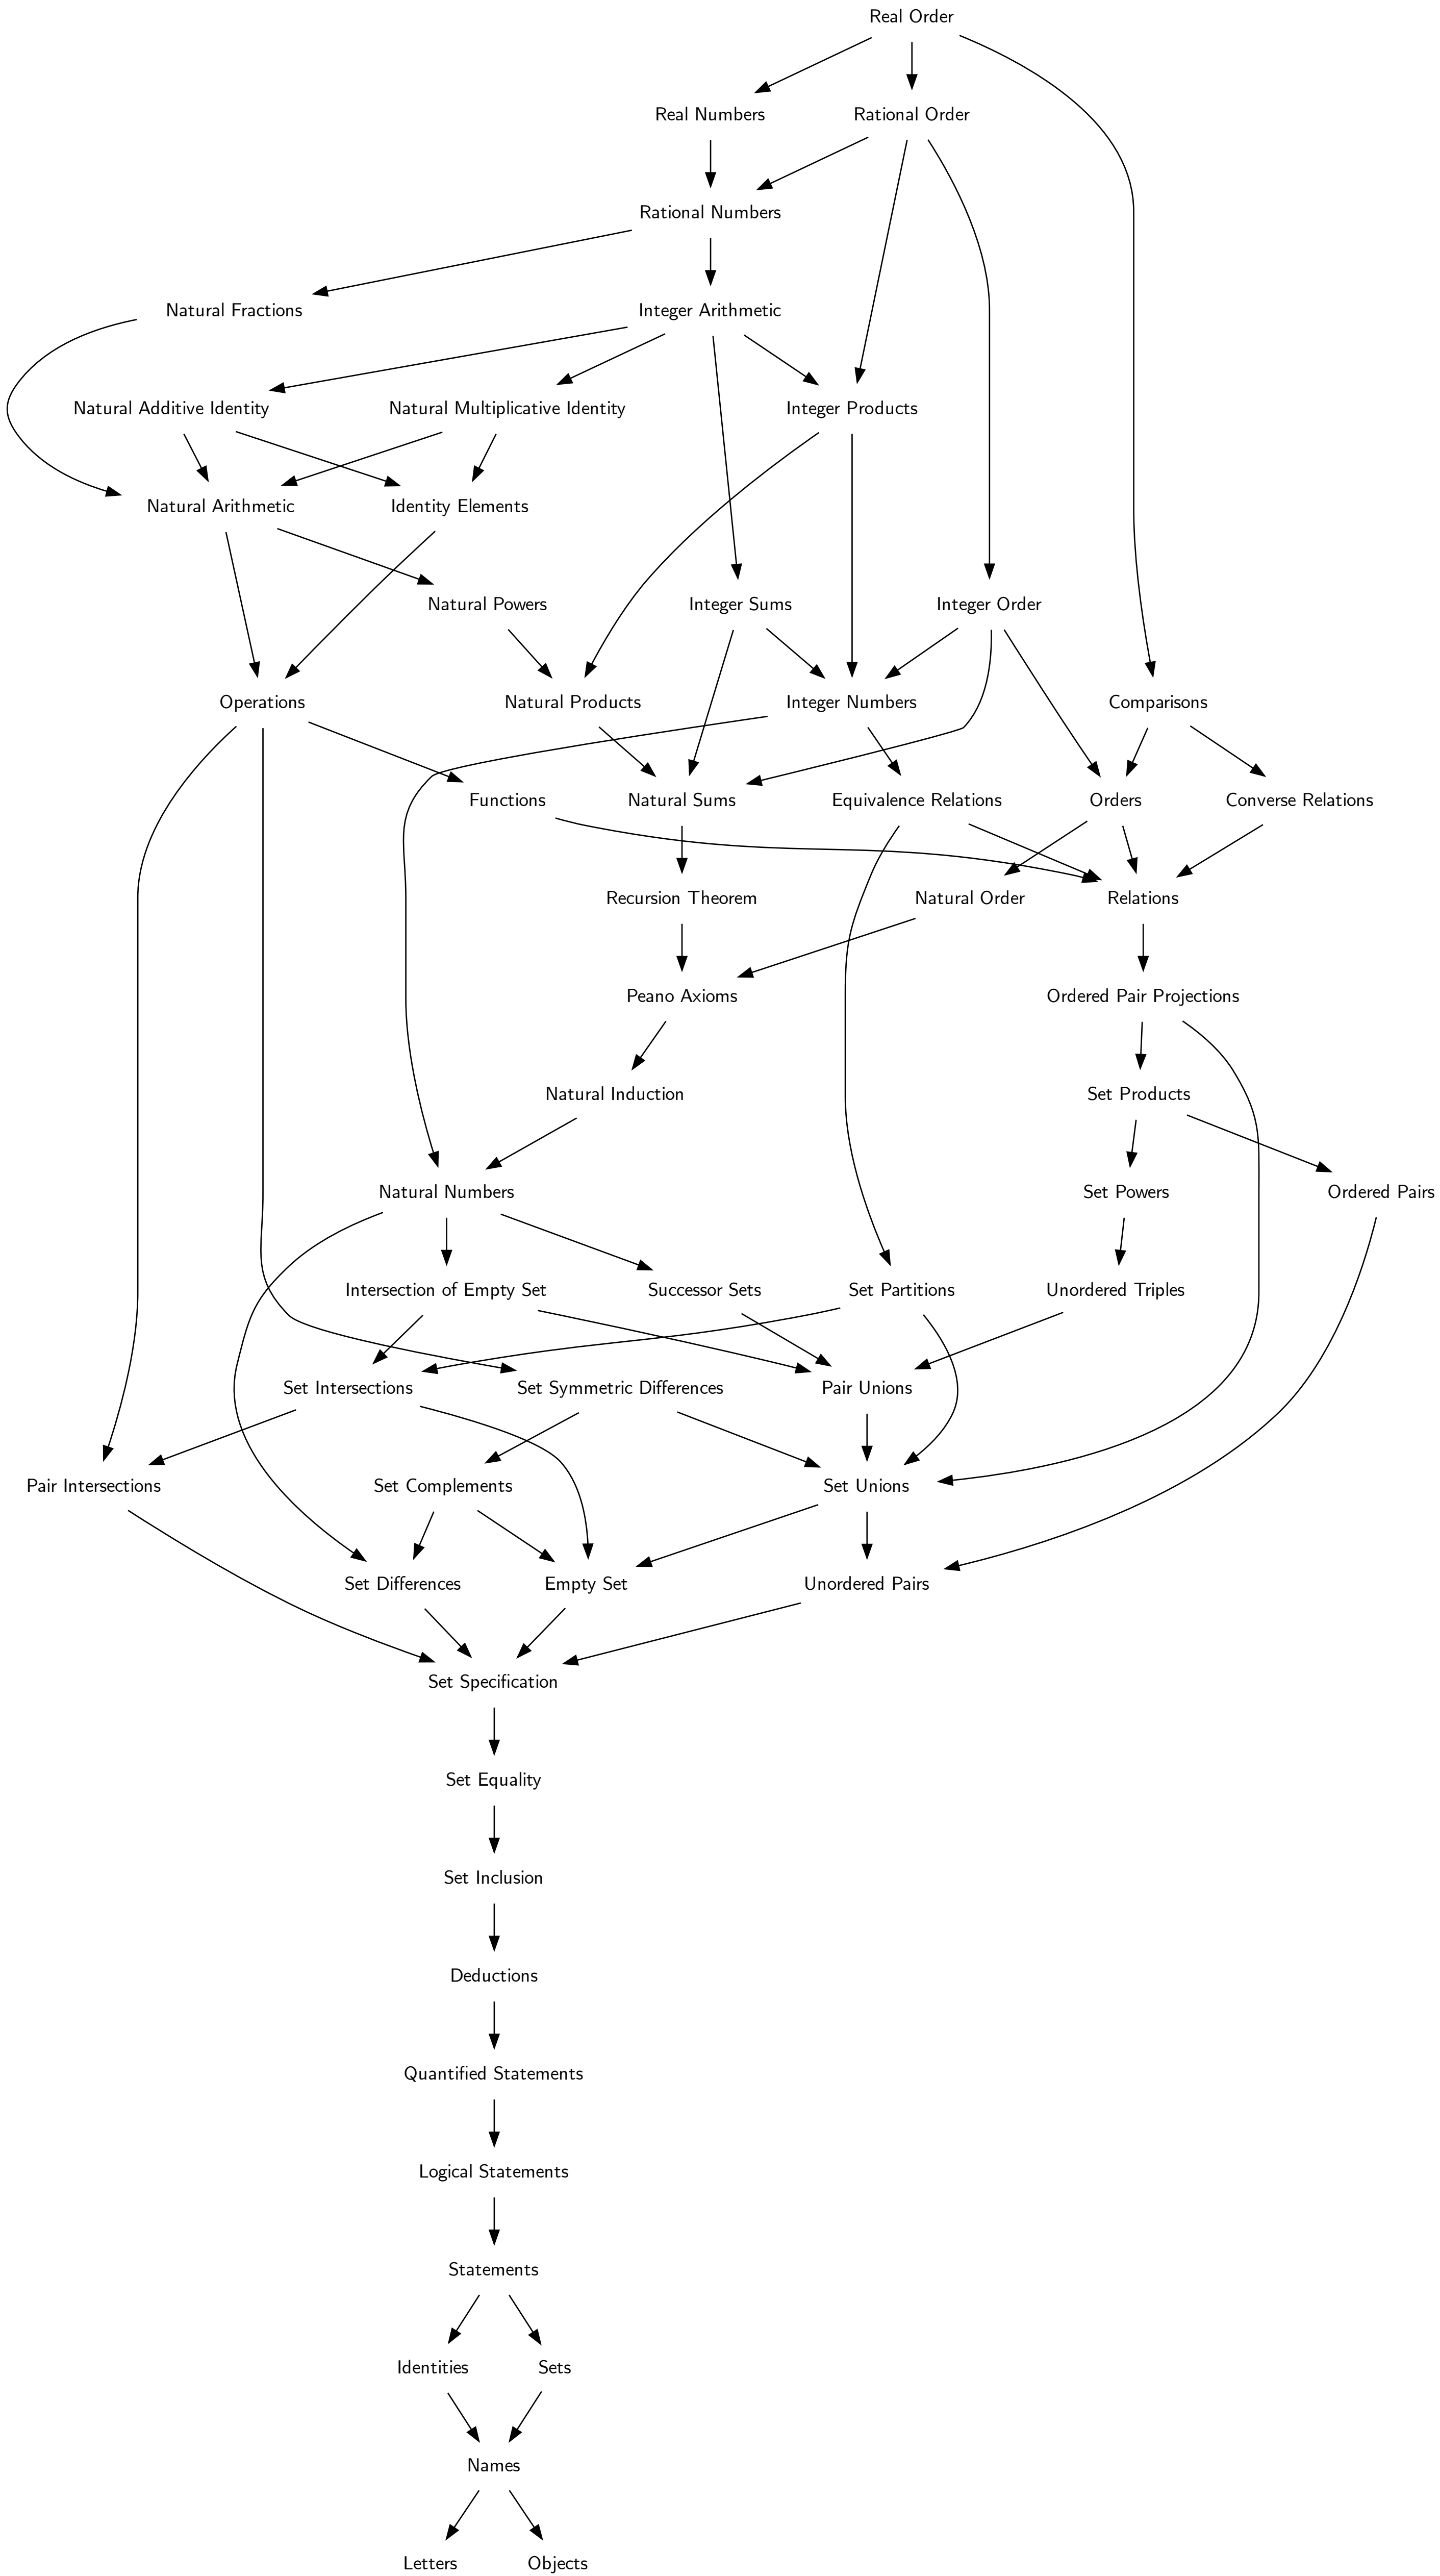 Real Order
Real Numbers
Rational Order
Rational Numbers
Natural Fractions
Integer Arithmetic
Natural Additive Identity
Natural Multiplicative Identity
Integer Products
Natural Arithmetic
Identity Elements
Natural Powers
Integer Sums
Integer Order
Operations
Natural Products
Integer Numbers
Comparisons
Functions
Natural Sums
Equivalence Relations
Orders
Converse Relations
Recursion Theorem
Natural Order
Relations
Peano Axioms
Ordered Pair Projections
Natural Induction
Set Products
Natural Numbers
Set Powers
Ordered Pairs
Intersection of Empty Set
Successor Sets
Set Partitions
Unordered Triples
Set Intersections
Set Symmetric Differences
Pair Unions
Pair Intersections
Set Complements
Set Unions
Set Differences
Empty Set
Unordered Pairs
Set Specification
Set Equality
Set Inclusion
Deductions
Quantified Statements
Logical Statements
Statements
Identities
Sets
Names
Letters
Objects